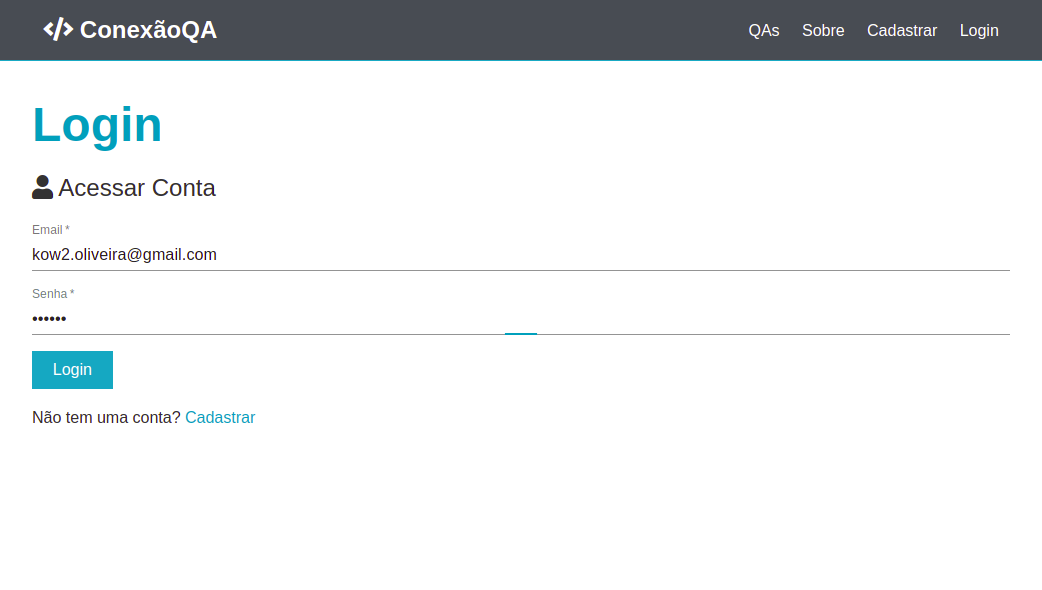 ConexãoQA QAs Sobre Cadastrar Login
Login
Acessar Conta
Email *
kow2.oliveira@gmail.com
Senha *
••••••
Login
Não tem uma conta? Cadastrar